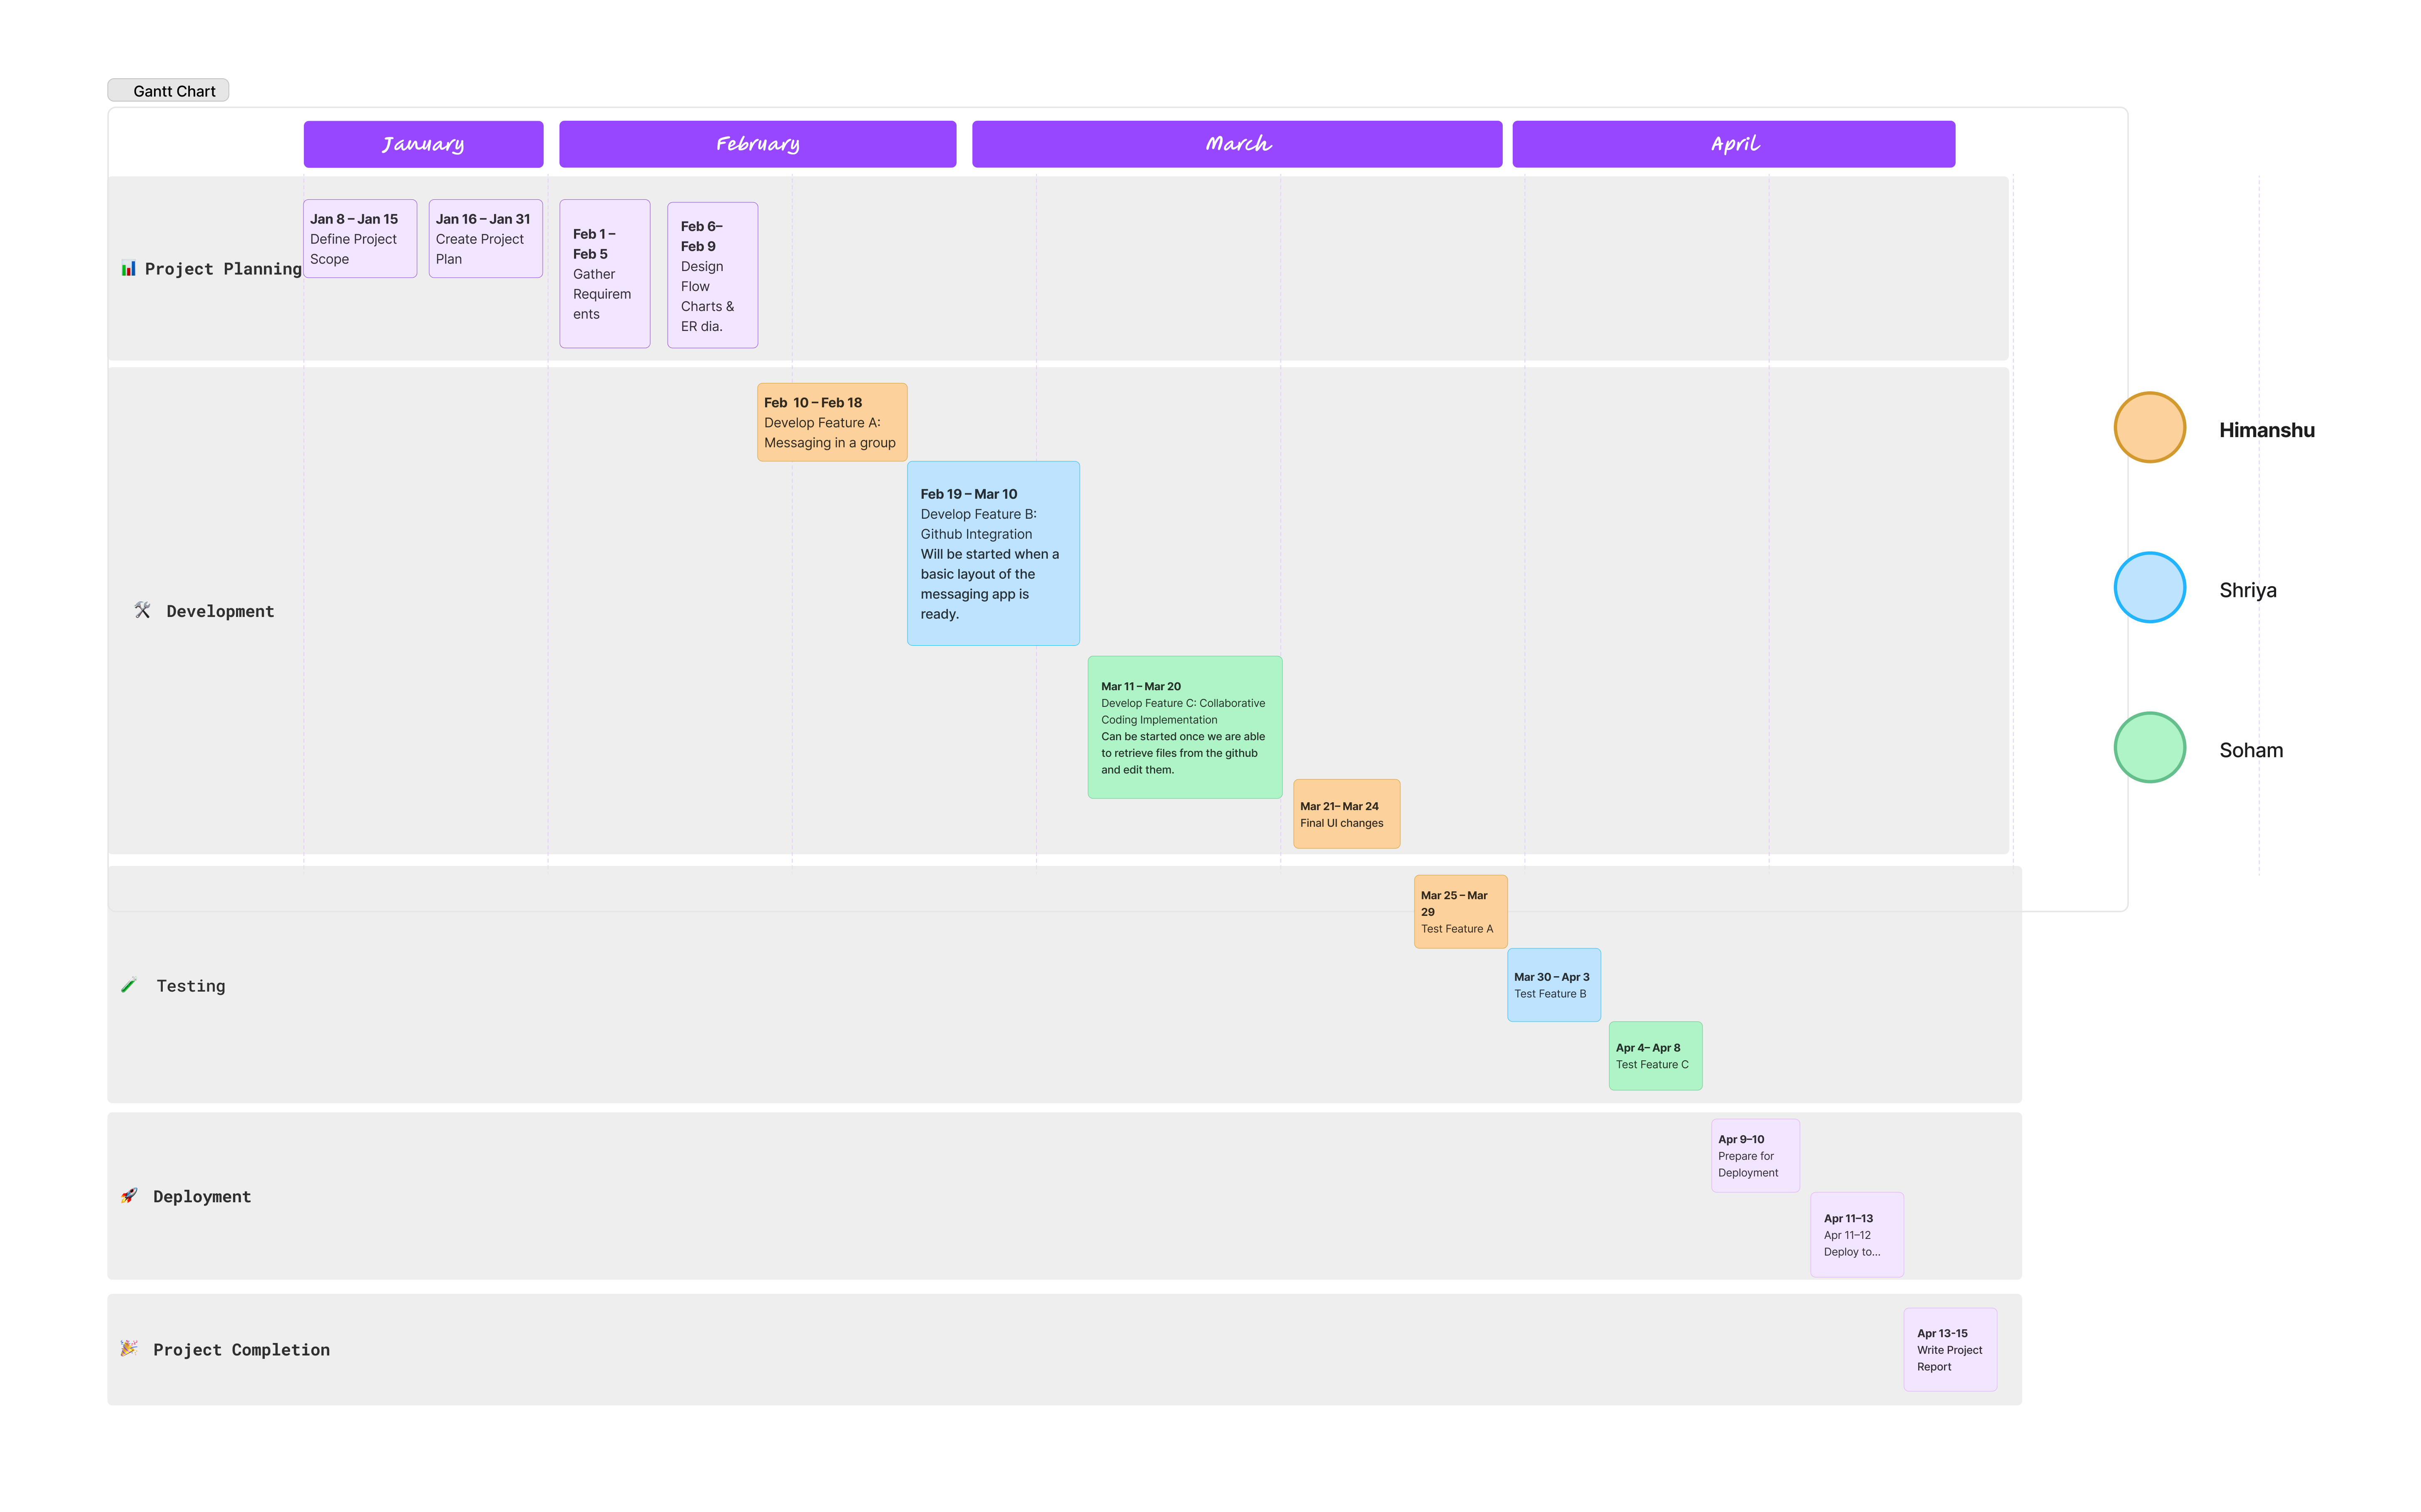 Gantt Chart
January
February
March
April
Project Planning
Jan 8 – Jan 15
Define Project
Scope
Jan 16 – Jan 31
Create Project
Plan
Feb 1 –
Feb 5
Gather
Requirem
ents
Feb 6–
Feb 9
Design
Flow
Charts &
ER dia.
Development
Feb  10 – Feb 18
Develop Feature A:
Messaging in a group
Feb 19 – Mar 10
Develop Feature B:
Github Integration
Will be started when a
basic layout of the
messaging app is
ready.
Mar 11 – Mar 20
Develop Feature C: Collaborative
Coding Implementation
Can be started once we are able
to retrieve files from the github
and edit them.
Mar 21– Mar 24
Final UI changes
Himanshu
Shriya
Soham
Testing
Mar 25 – Mar
29
Test Feature A
Mar 30 – Apr 3
Test Feature B
Apr 4– Apr 8
Test Feature C
Deployment
Apr 9–10
Prepare for
Deployment
Apr 11–13
Apr 11–12
Deploy to...
Project Completion
Apr 13-15
Write Project
Report